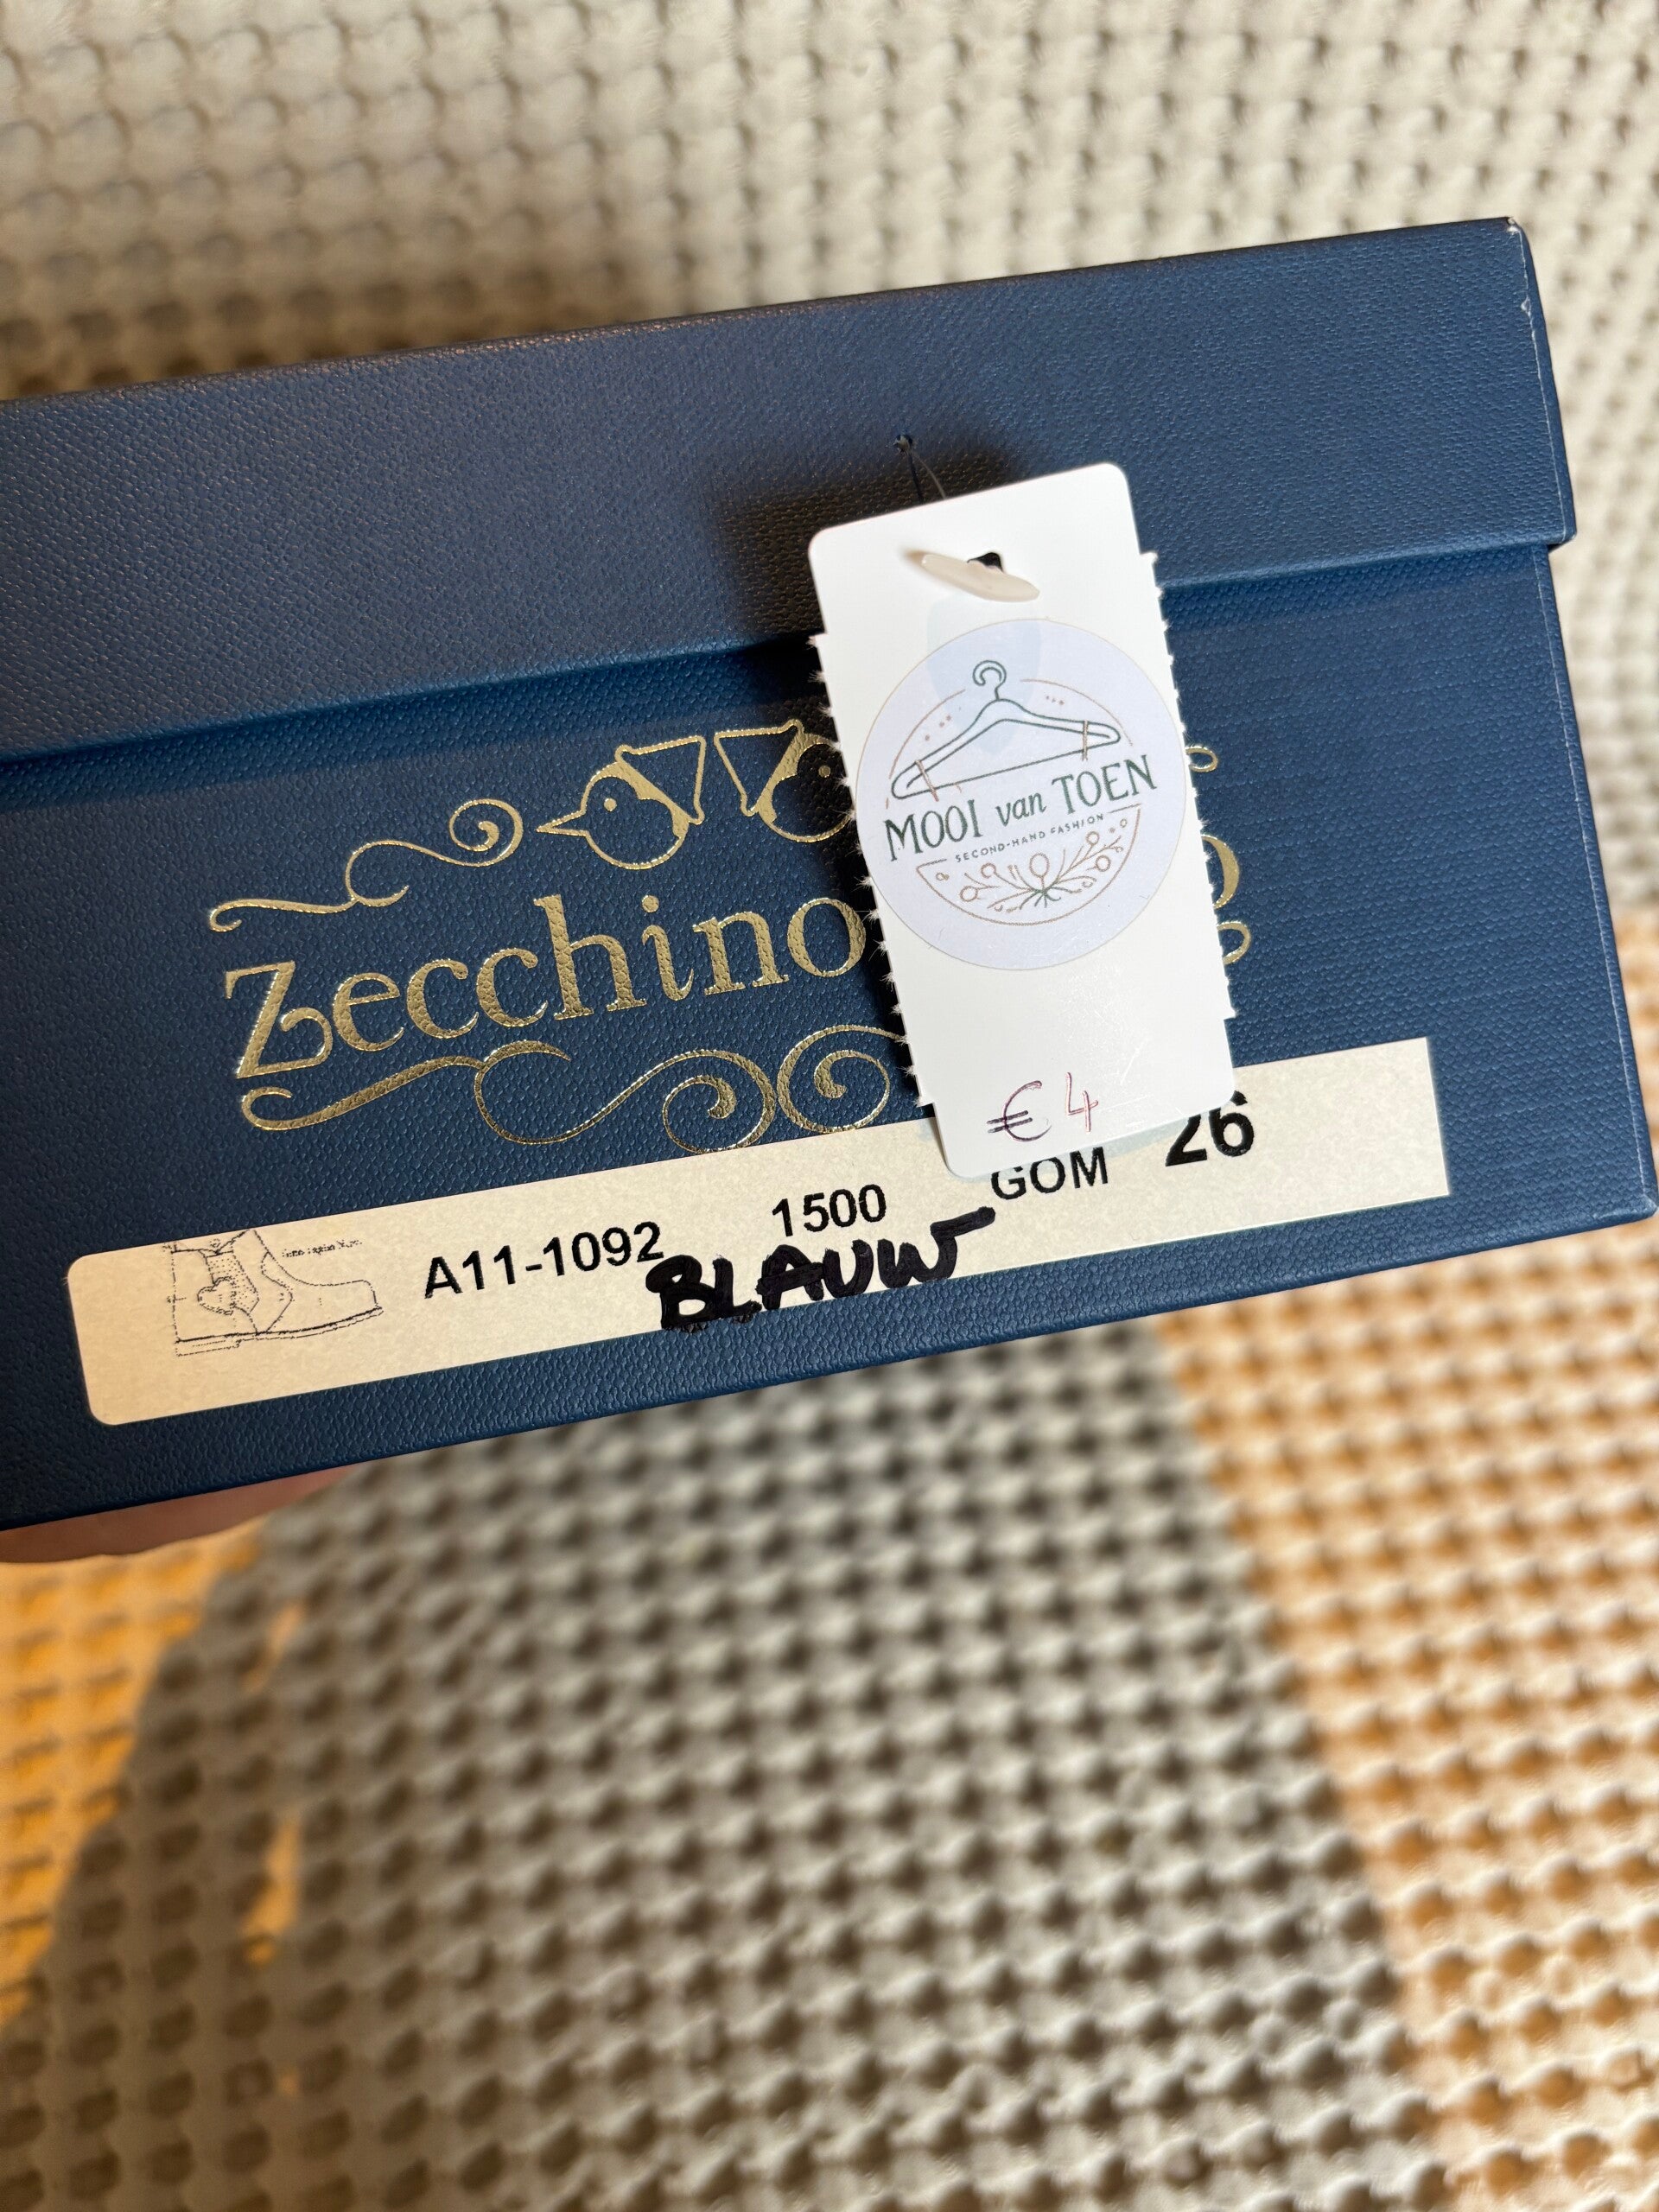 Zecchino
MOOI van TOEN
SECOND-HAND FASHION
€ 4
A11-1092 1500 GOM 26
BLAUW